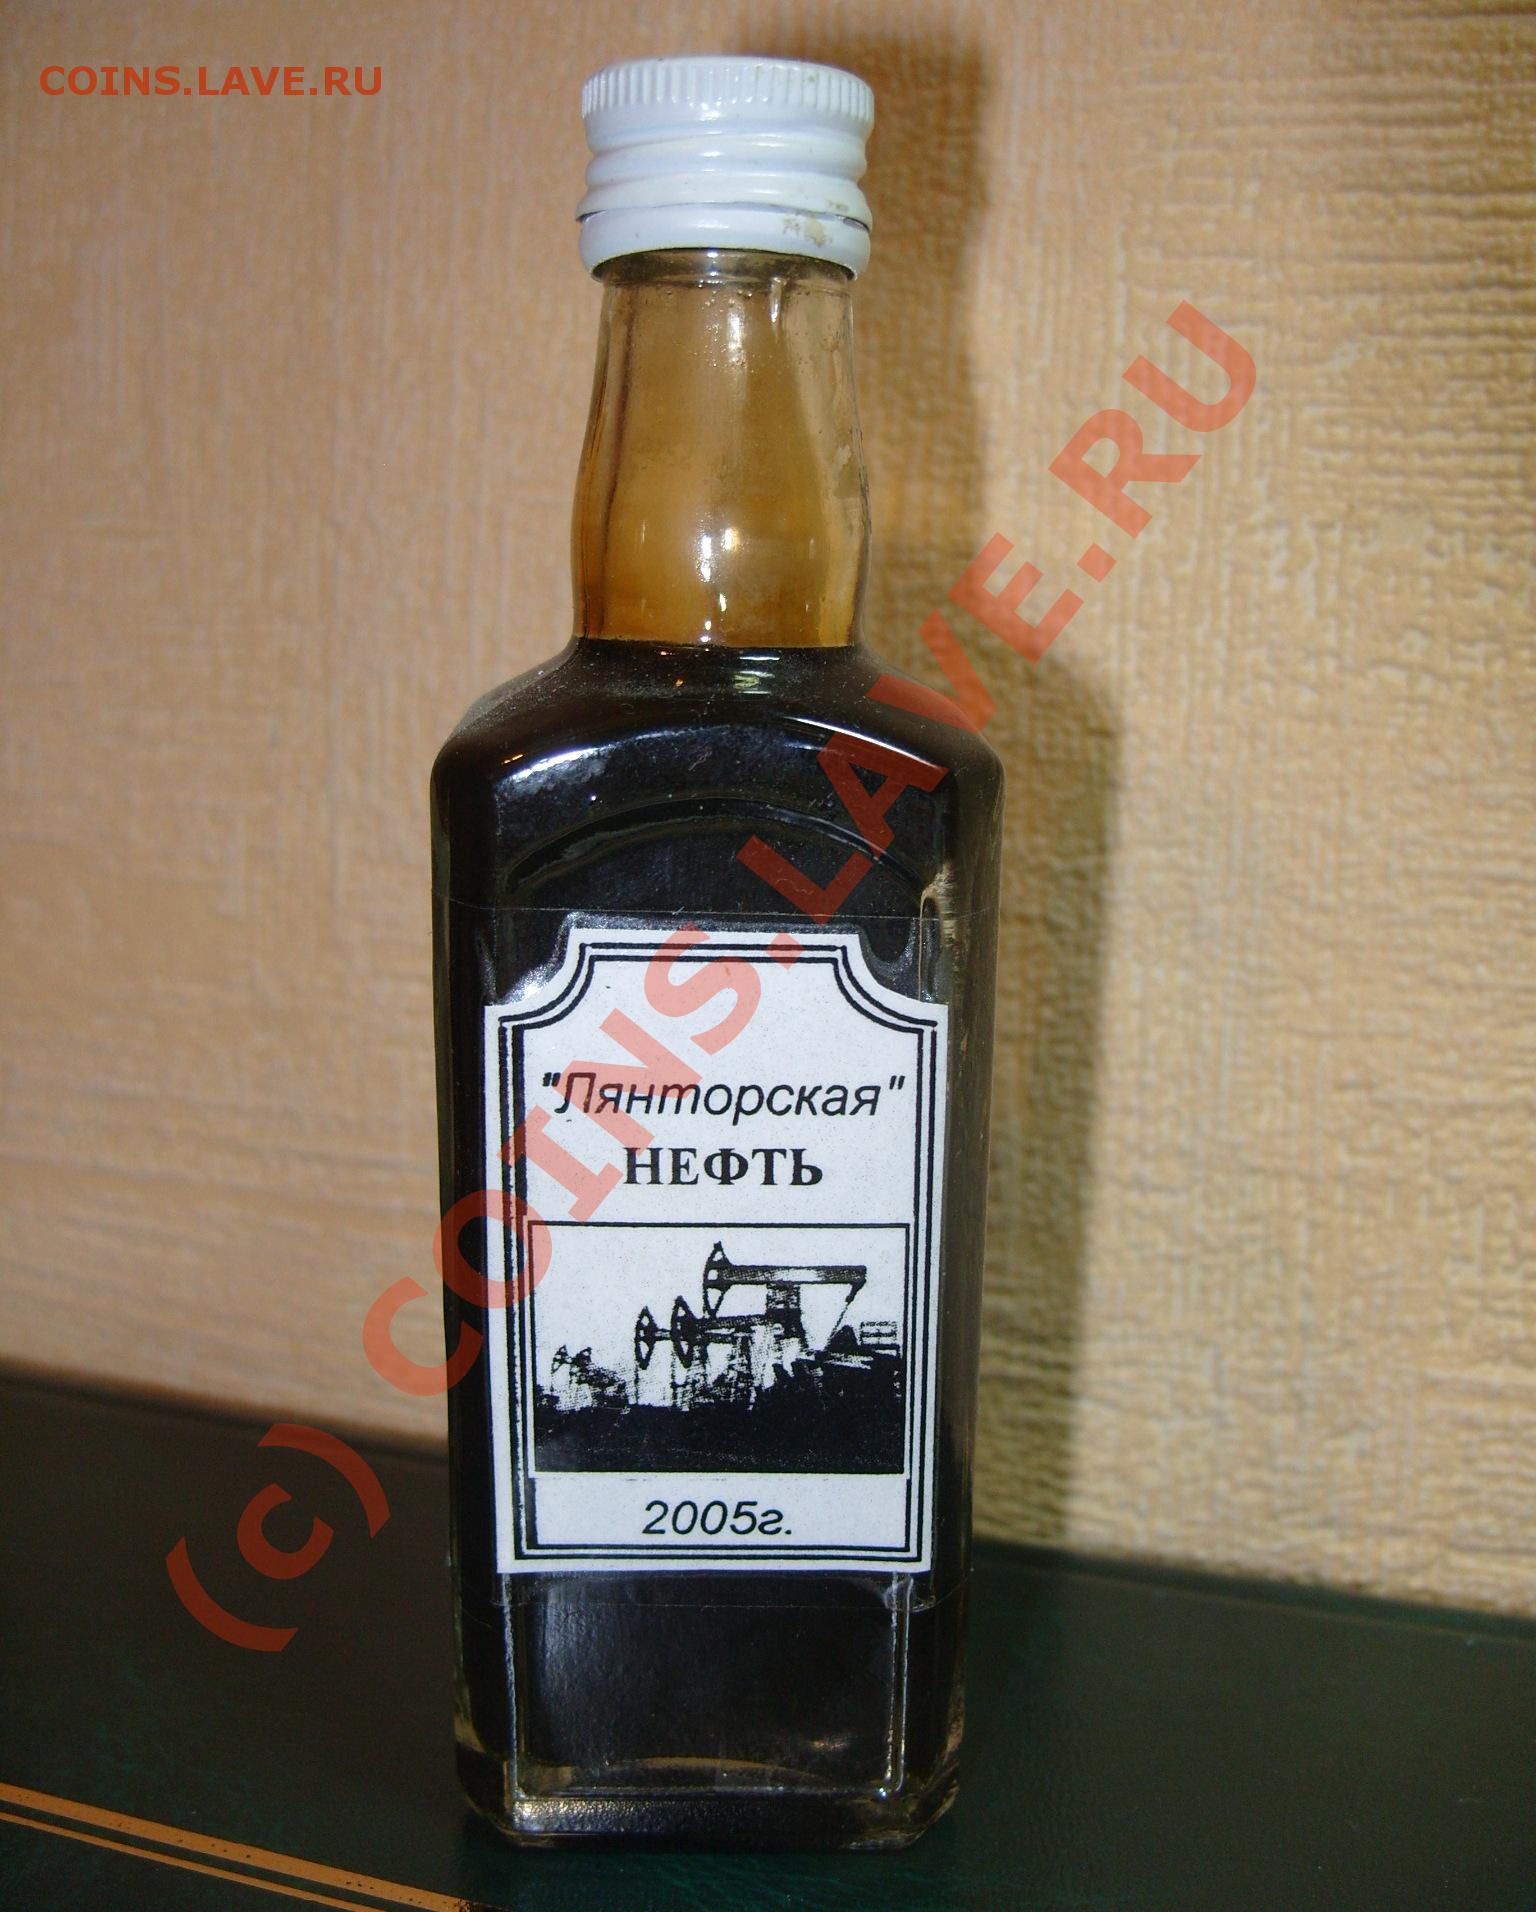 COINS.LAVE.RU
"Лянторская"
НЕФТЬ
2005г.
(c) COINS.LAVE.RU